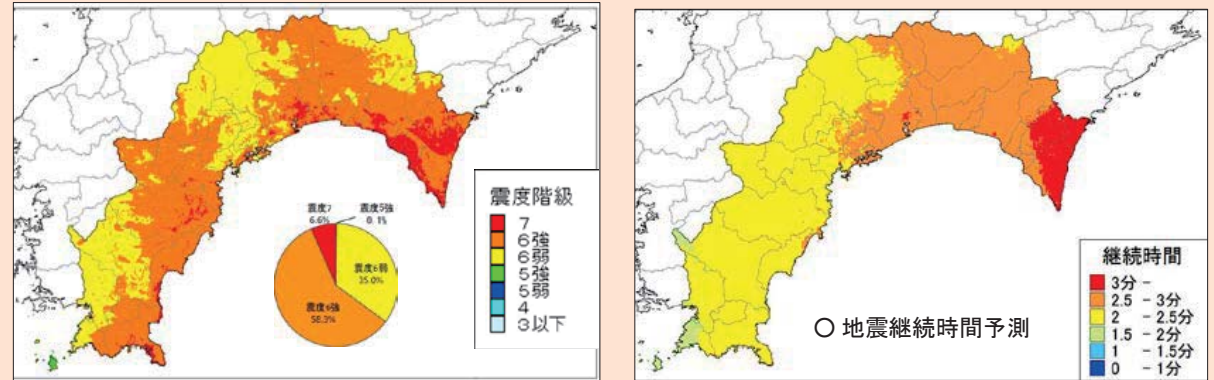 震度階級
7
6強
6弱
5強
5弱
4
3以下
震度7
6.6%
震度5強
0.1%
震度6弱
35.0%
震度6強
58.3%
継続時間
3分 -
2.5 - 3分
2 - 2.5分
1.5 - 2分
1 - 1.5分
0 - 1分
○ 地震継続時間予測